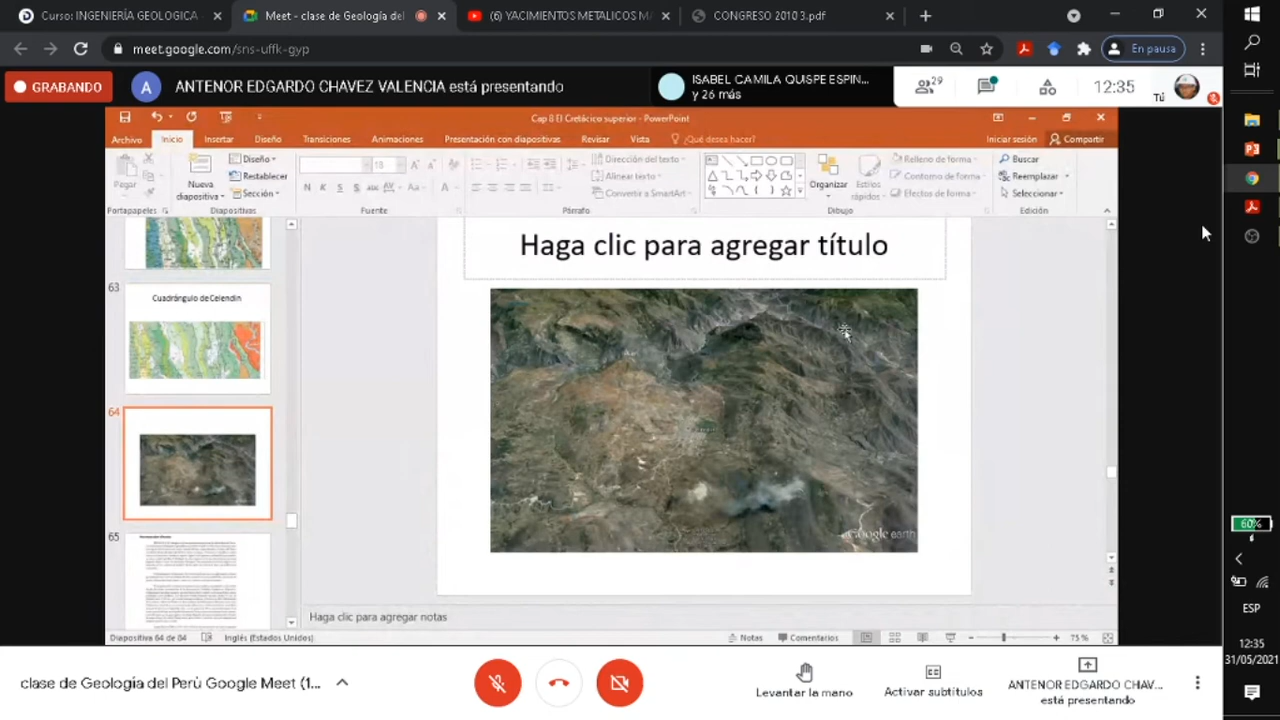 Curso: INGENIERÍA GEOLOGICA -
Meet - clase de Geología del
(6) YACIMIENTOS METALICOS M
CONGRESO 2010 3.pdf
meet.google.com/sns-uffk-gyp
En pausa
GRABANDO
A
ANTENOR EDGARDO CHAVEZ VALENCIA está presentando
ISABEL CAMILA QUISPE ESPIN...
y 26 más
29
12:35
Tú
Cap 8 El Cretácico superior - PowerPoint
Archivo
Inicio
Insertar
Diseño
Transiciones
Animaciones
Presentación con diapositivas
Revisar
Vista
¿Qué desea hacer?
Iniciar sesión
Compartir
Pegar
Nueva diapositiva
Diseño
Restablecer
Sección
18
N K S
Dirección del texto
Alinear texto
Convertir a SmartArt
Organizar
Estilos rápidos
Relleno de forma
Contorno de forma
Efectos de forma
Buscar
Reemplazar
Seleccionar
Portapapeles
Diapositivas
Fuente
Párrafo
Dibujo
Edición
63
Cuadrángulo de Celendin
64
65
Haga clic para agregar título
Google earth
Haga clic para agregar notas
Diapositiva 64 de 84
Inglés (Estados Unidos)
Notas
Comentarios
75 %
clase de Geología del Perú Google Meet (1...
Levantar la mano
Activar subtítulos
ANTENOR EDGARDO CHAV...
está presentando
60%
ESP
12:35
31/05/2021